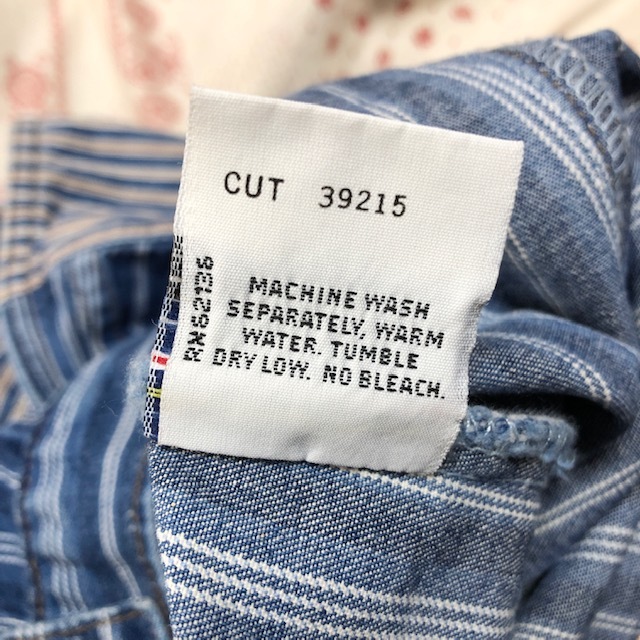 CUT 39215
RN52136
MACHINE WASH
SEPARATELY, WARM
WATER. TUMBLE
DRY LOW. NO BLEACH.